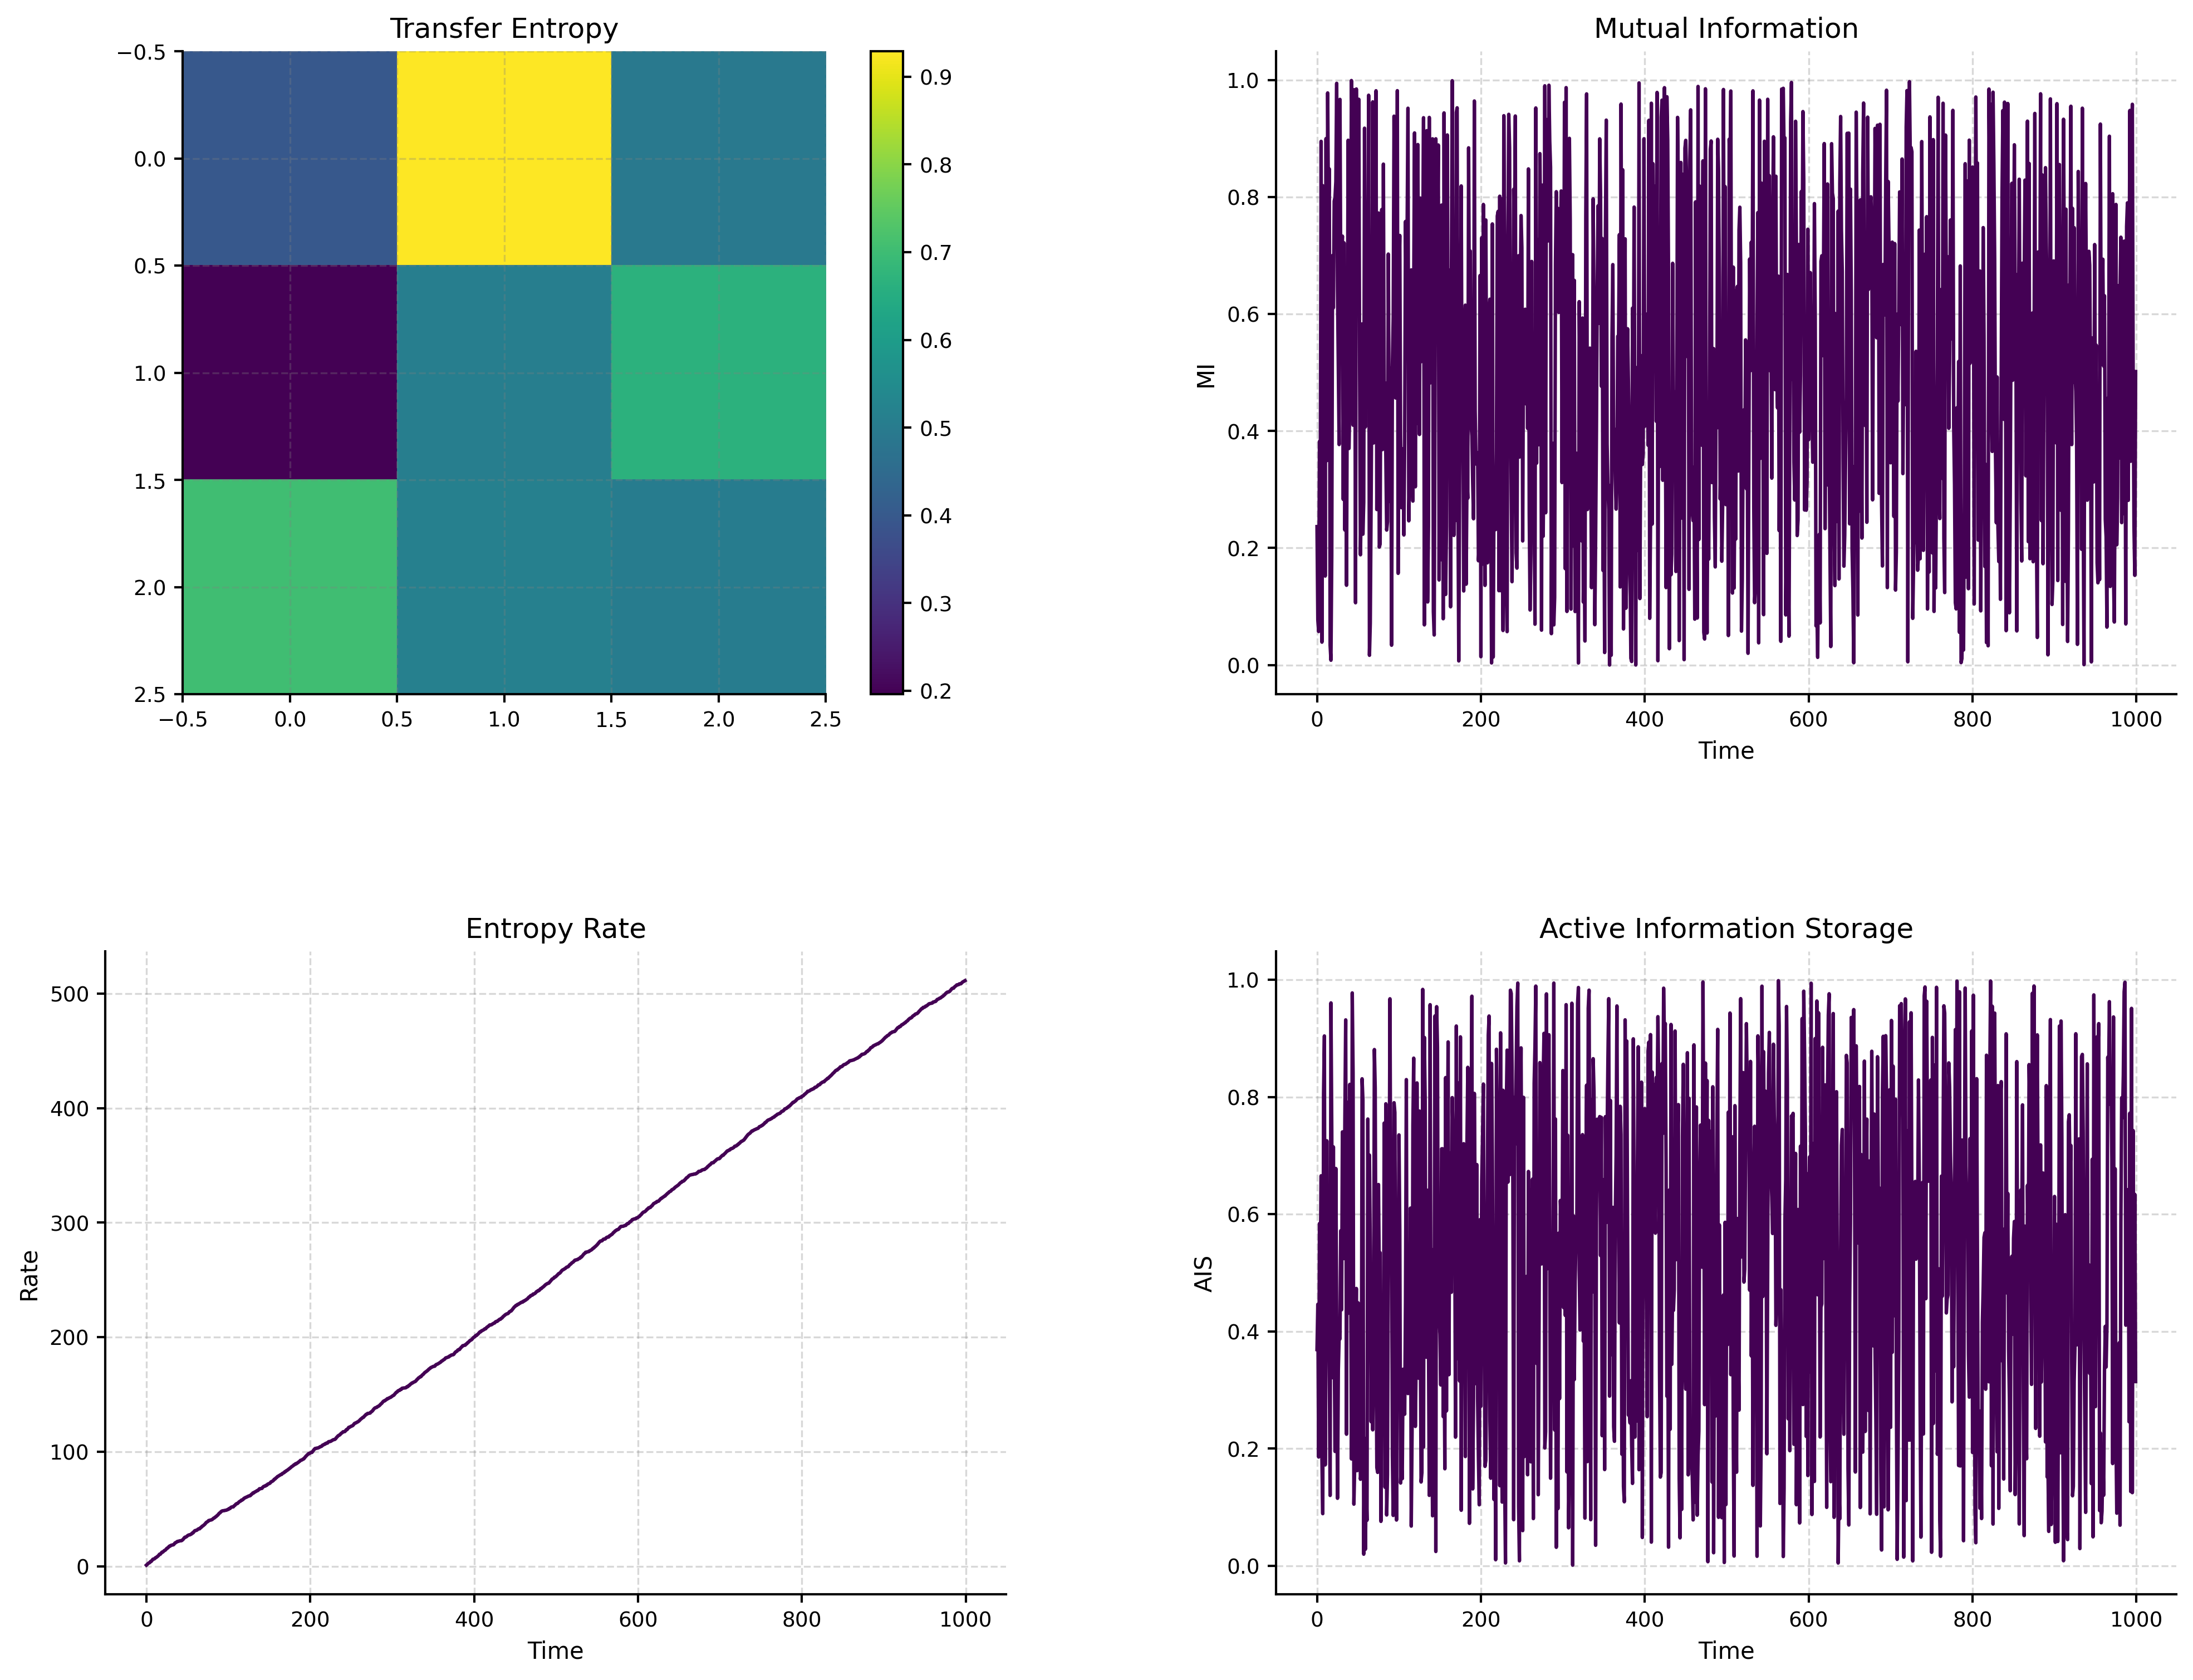 Transfer Entropy
−0.5
0.0
0.5
1.0
1.5
2.0
2.5
−0.5 0.0 0.5 1.0 1.5 2.0 2.5
0.9
0.8
0.7
0.6
0.5
0.4
0.3
0.2
Mutual Information
MI
1.0
0.8
0.6
0.4
0.2
0.0
0 200 400 600 800 1000
Time
Entropy Rate
Rate
500
400
300
200
100
0
0 200 400 600 800 1000
Time
Active Information Storage
AIS
1.0
0.8
0.6
0.4
0.2
0.0
0 200 400 600 800 1000
Time